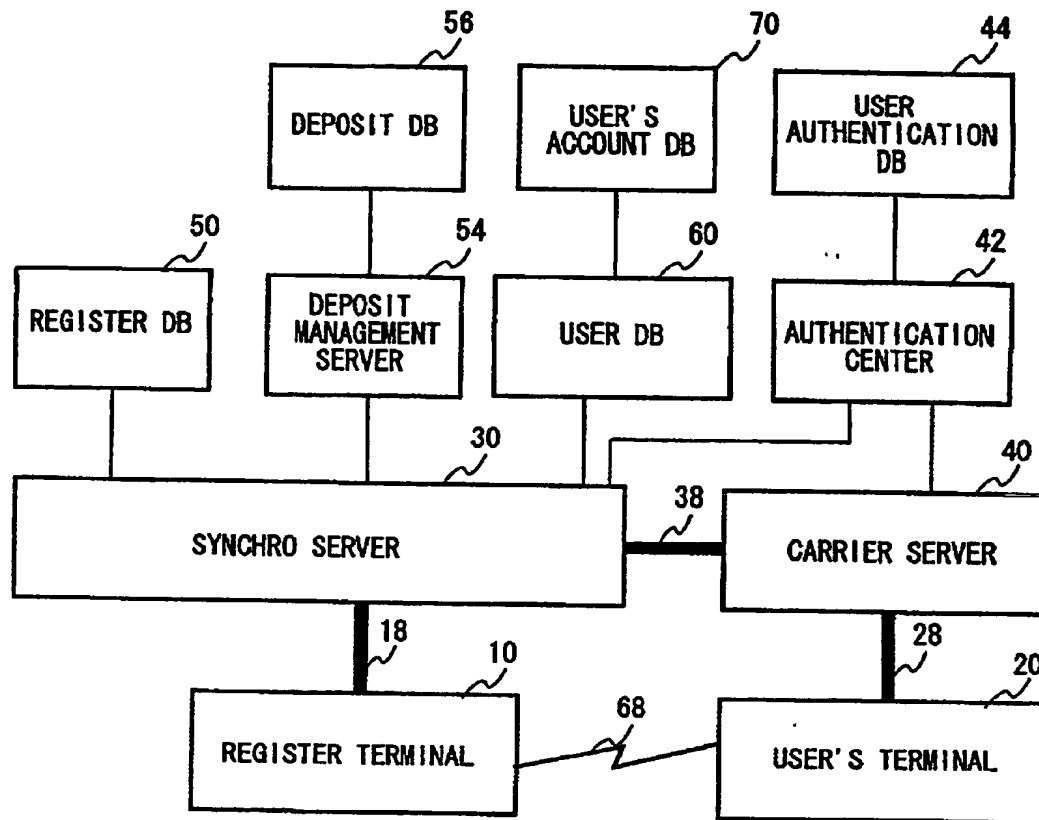 56
70
44
DEPOSIT DB
USER'S
ACCOUNT DB
USER
AUTHENTICATION
DB
50
54
60
42
REGISTER DB
DEPOSIT
MANAGEMENT
SERVER
USER DB
AUTHENTICATION
CENTER
30
40
SYNCHRO SERVER
38
CARRIER SERVER
18
10
28
20
REGISTER TERMINAL
68
USER'S TERMINAL